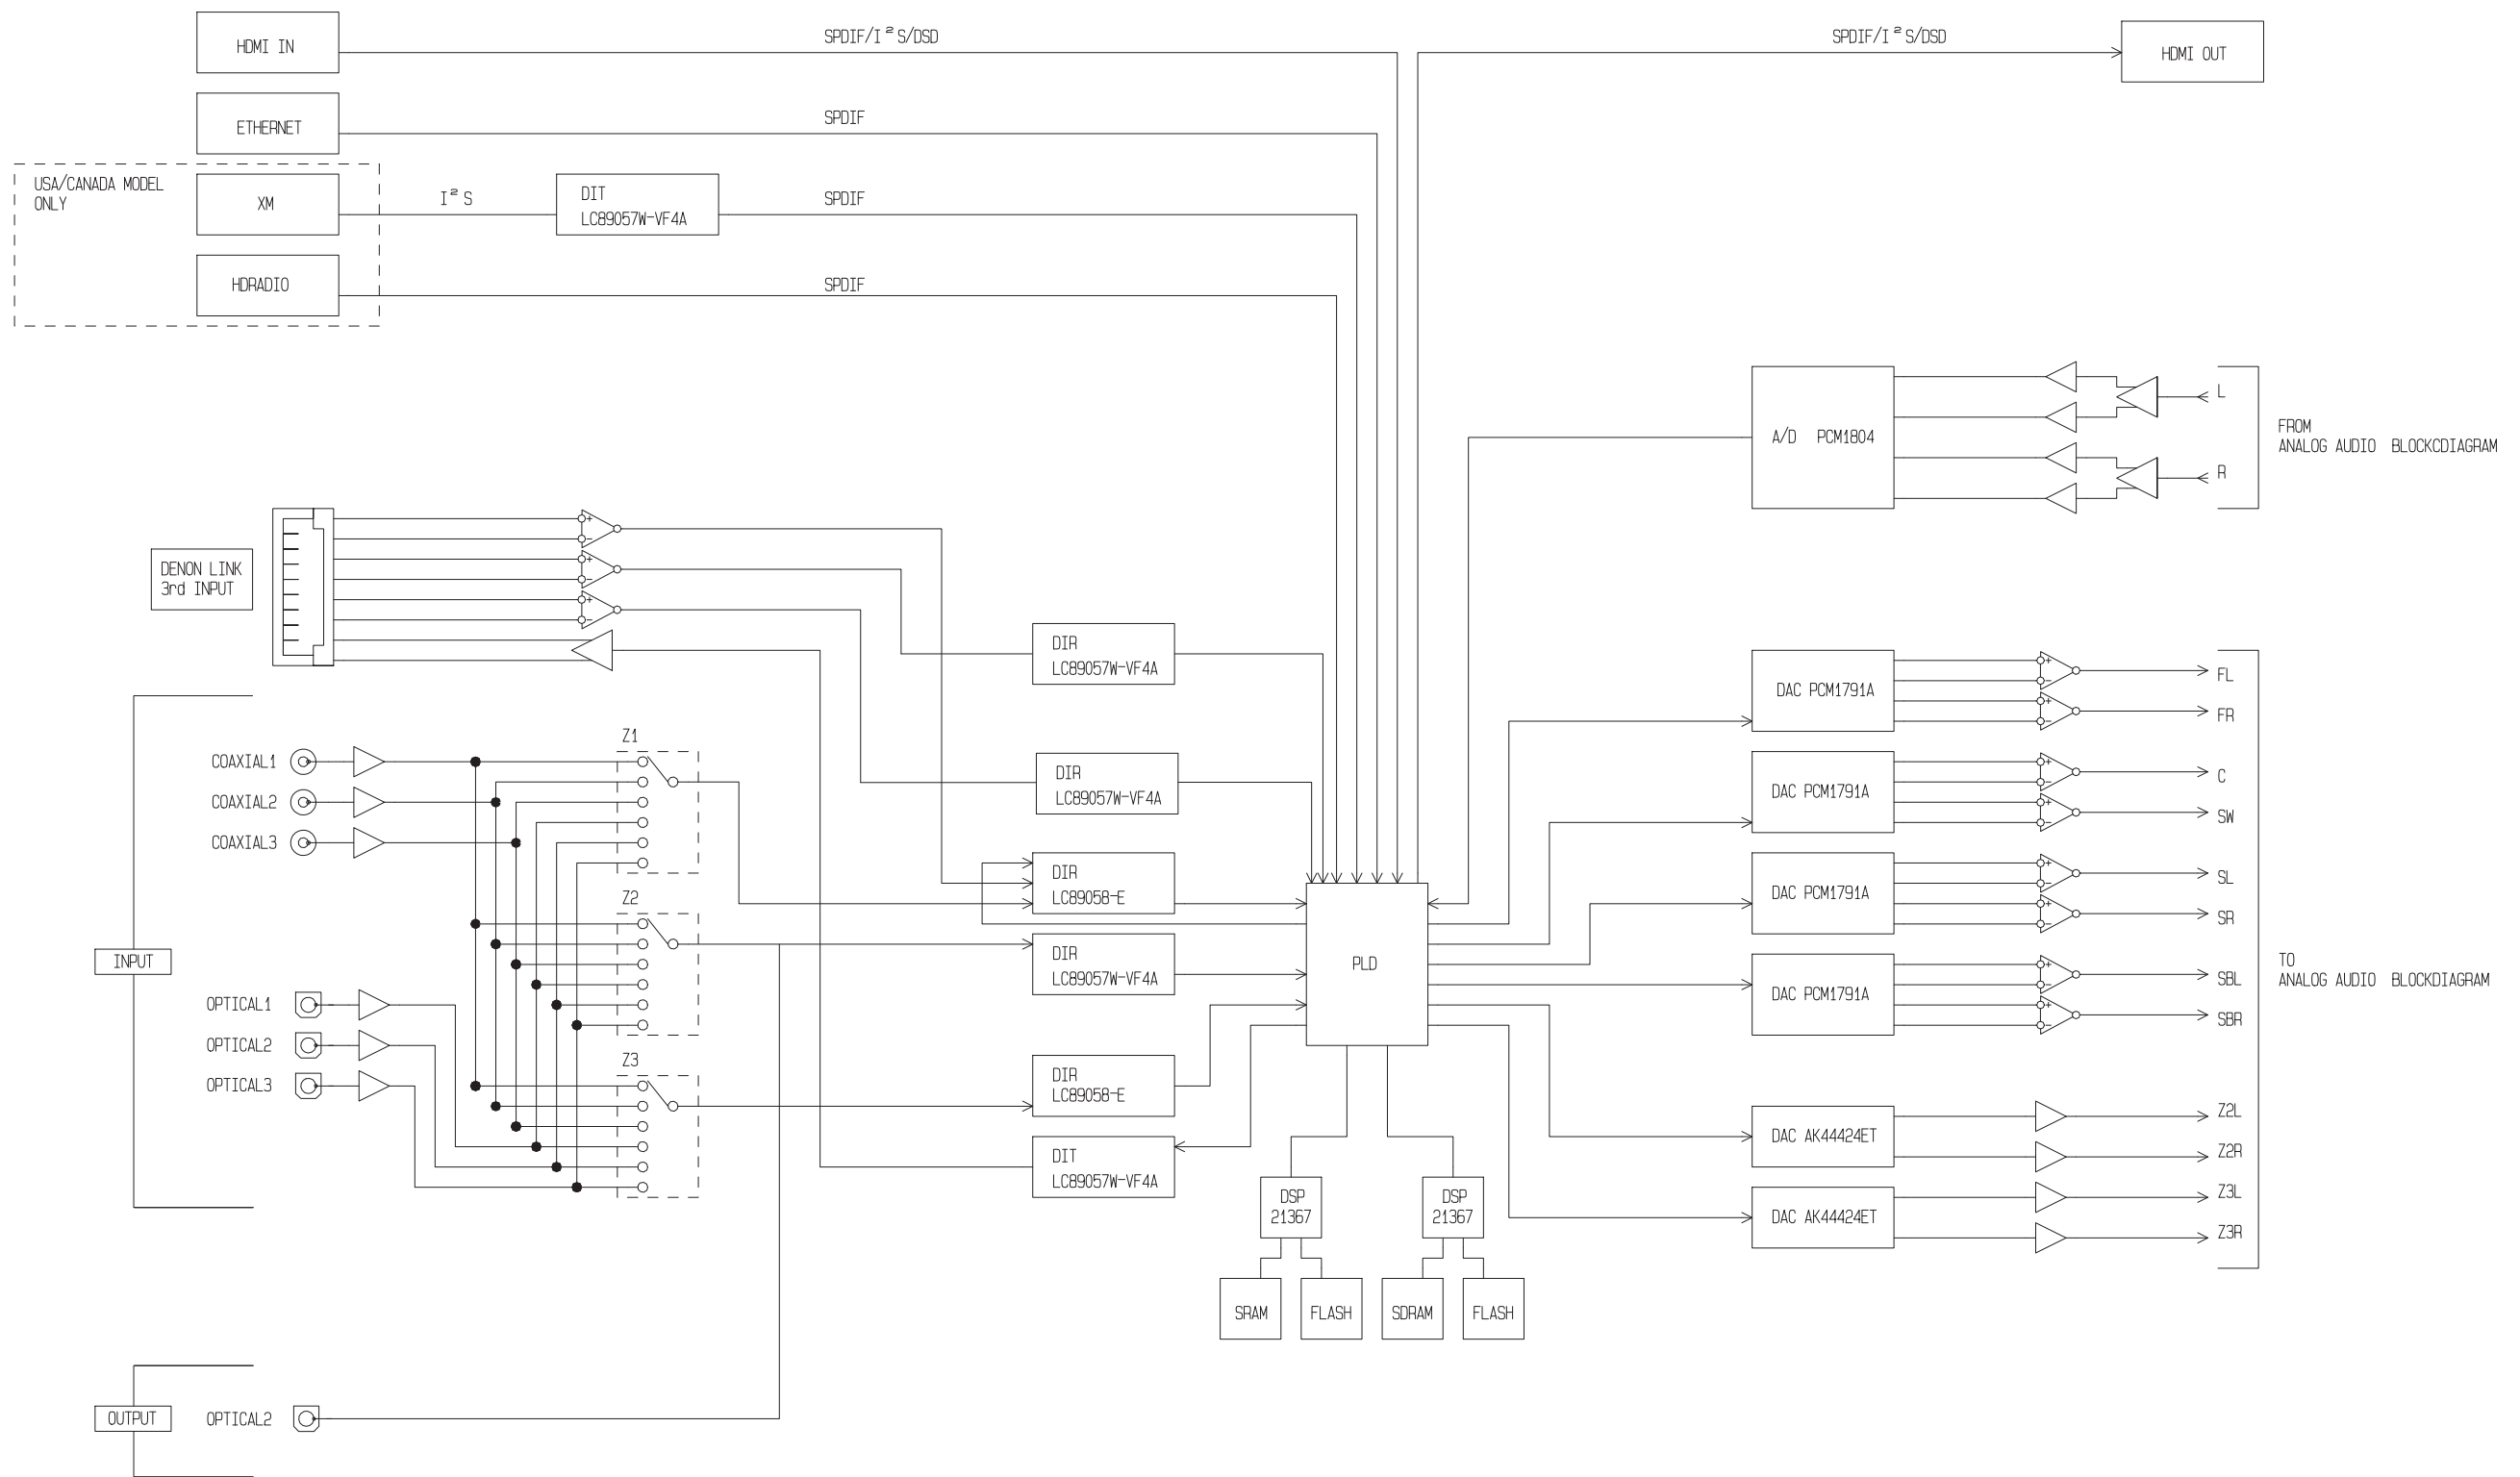 HDMI IN
SPDIF/I²S/DSD
SPDIF/I²S/DSD
HDMI OUT
ETHERNET
SPDIF
USA/CANADA MODEL
ONLY
XM
I²S
DIT
LC89057W-VF4A
SPDIF
HDRADIO
SPDIF
A/D PCM1804
L
R
FROM
ANALOG AUDIO BLOCKCDIAGRAM
DENON LINK
3rd INPUT
+
-
+
-
+
-
DIR
LC89057W-VF4A
DIR
LC89057W-VF4A
DIR
LC89058-E
DIR
LC89057W-VF4A
DIR
LC89058-E
DIT
LC89057W-VF4A
INPUT
COAXIAL1
COAXIAL2
COAXIAL3
OPTICAL1
OPTICAL2
OPTICAL3
Z1
Z2
Z3
PLD
DSP
21367
DSP
21367
SRAM
FLASH
SDRAM
FLASH
DAC PCM1791A
+
-
+
-
FL
FR
DAC PCM1791A
+
-
+
-
C
SW
DAC PCM1791A
+
-
+
-
SL
SR
DAC PCM1791A
+
-
+
-
SBL
SBR
TO
ANALOG AUDIO BLOCKDIAGRAM
DAC AK44424ET
Z2L
Z2R
DAC AK44424ET
Z3L
Z3R
OUTPUT
OPTICAL2